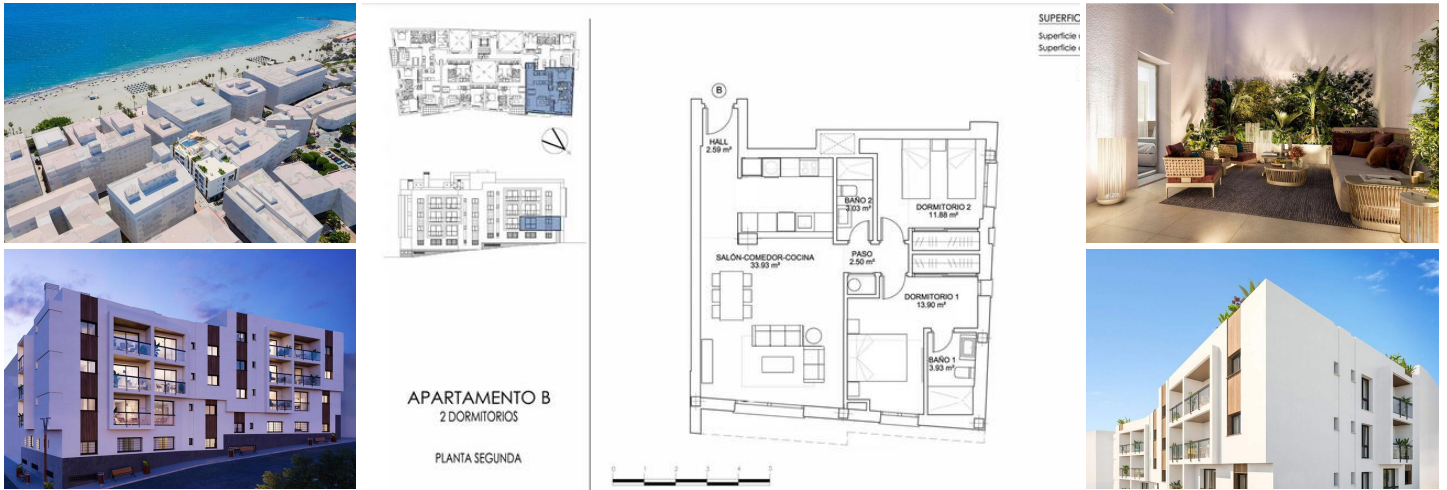 SUPERFIC
Superficie
Superficie
B
HALL
2.59 m²
BAÑO 2
3.03 m²
DORMITORIO 2
11.88 m²
SALÓN-COMEDOR-COCINA
33.93 m²
PASO
2.50 m²
DORMITORIO 1
13.90 m²
BAÑO 1
3.93 m²
APARTAMENTO B
2 DORMITORIOS
PLANTA SEGUNDA
0 1 2 3 4 5